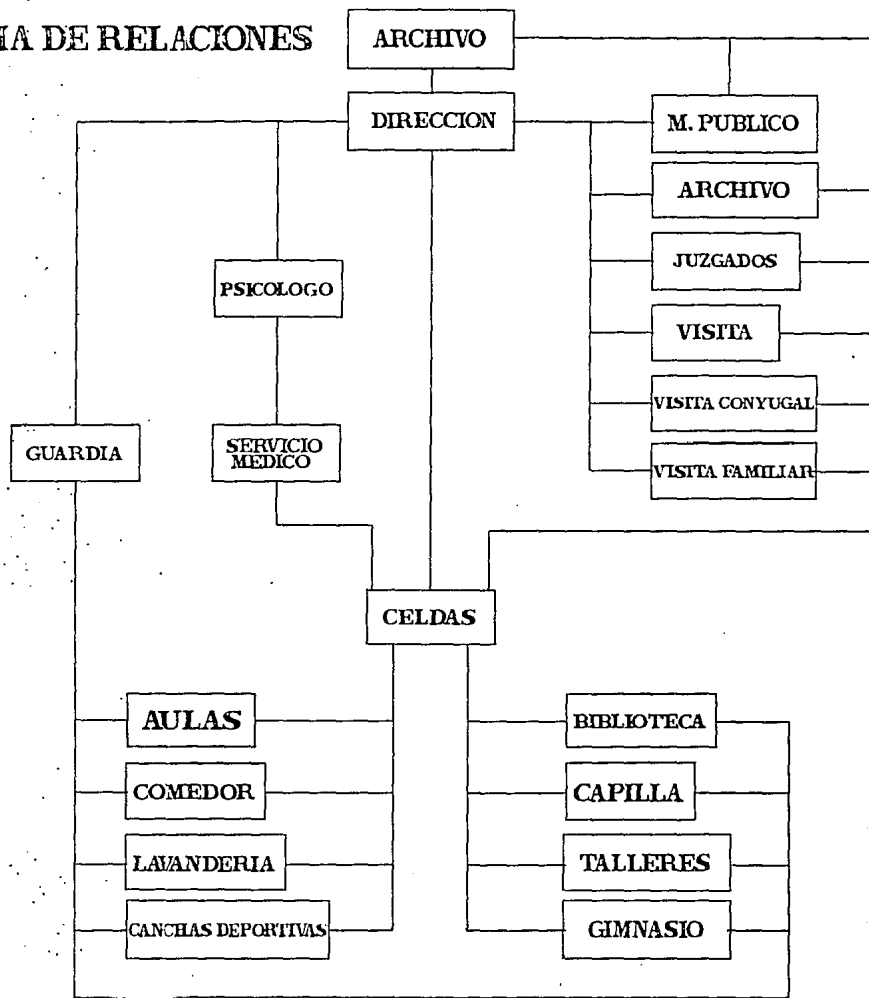 DE RELACIONES
ARCHIVO
DIRECCION
M. PUBLICO
ARCHIVO
PSICOLOGO
JUZGADOS
VISITA
VISITA CONYUGAL
GUARDIA
SERVICIO
MEDICO
VISITA FAMILIAR
CELDAS
AULAS
BIBLIOTECA
COMEDOR
CAPILLA
LAVANDERIA
TALLERES
CANCHAS DEPORTIVAS
GIMNASIO